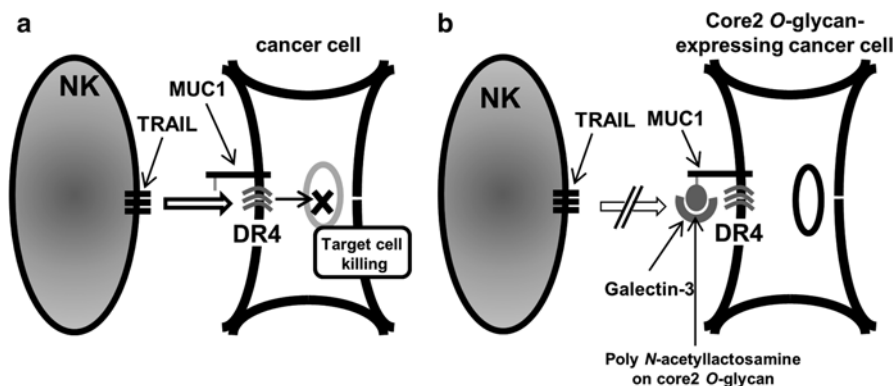 a
cancer cell
NK
MUC1
TRAIL
DR4
Target cell
killing
b
Core2 O-glycan-
expressing cancer cell
NK
TRAIL
MUC1
DR4
Galectin-3
Poly N-acetyllactosamine
on core2 O-glycan